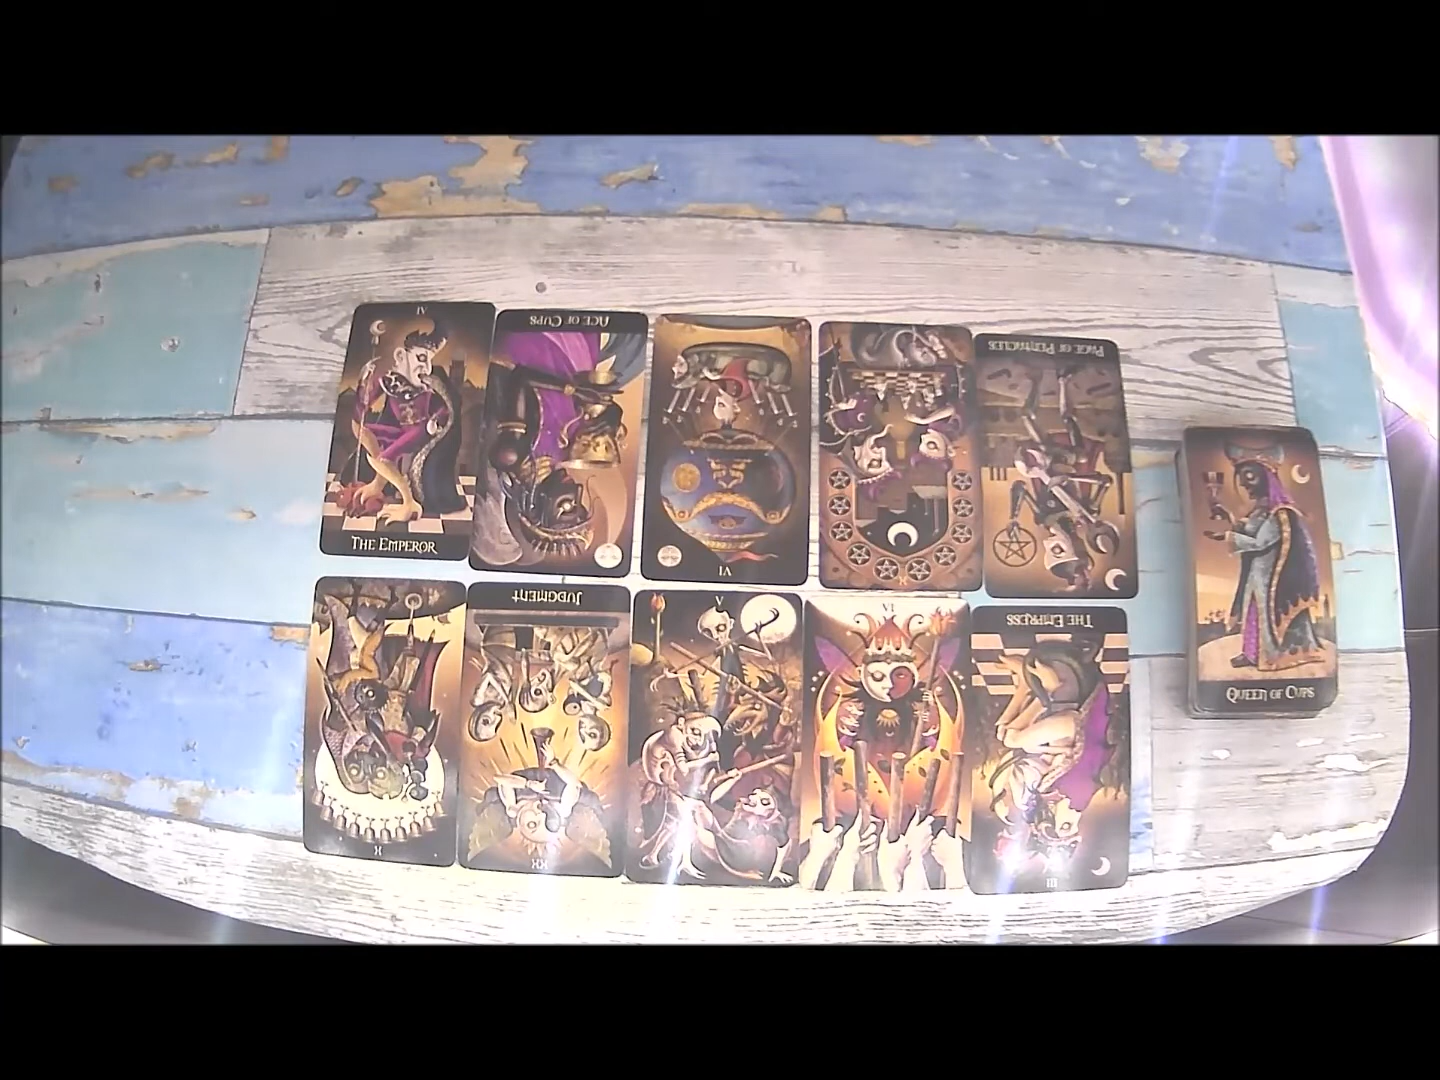 IV
THE EMPEROR
ACE OF CUPS
VI
X
PAGE OF PENTACLES
QUEEN OF CUPS
X
JUDGMENT
XX
V
VI
THE EMPRESS
III